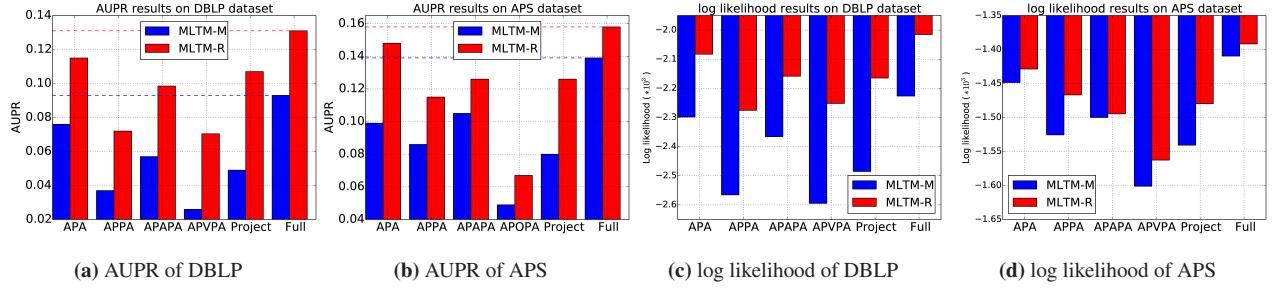 AUPR results on DBLP dataset
0.14
0.12
0.10
0.08
0.06
0.04
0.02
AUPR
MLTM-M
MLTM-R
APA APPA APAPA APVPA Project Full
(a) AUPR of DBLP
AUPR results on APS dataset
0.16
0.14
0.12
0.10
0.08
0.06
0.04
AUPR
MLTM-M
MLTM-R
APA APPA APAPA APOPA Project Full
(b) AUPR of APS
log likelihood results on DBLP dataset
−2.0
−2.1
−2.2
−2.3
−2.4
−2.5
−2.6
Log likelihood (*10³)
MLTM-M
MLTM-R
APA APPA APAPA APVPA Project Full
(c) log likelihood of DBLP
log likelihood results on APS dataset
−1.35
−1.40
−1.45
−1.50
−1.55
−1.60
−1.65
Log likelihood (*10³)
MLTM-M
MLTM-R
APA APPA APAPA APVPA Project Full
(d) log likelihood of APS